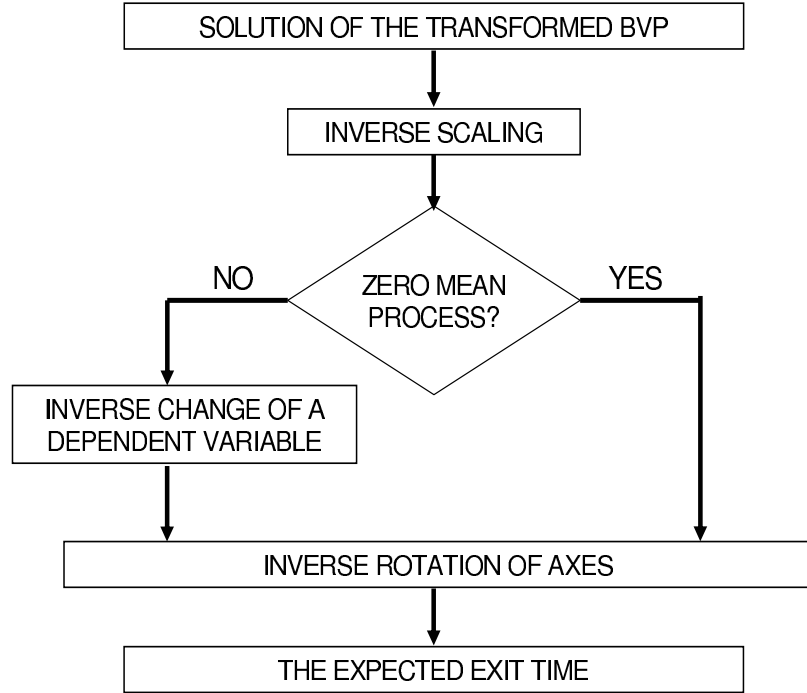 SOLUTION OF THE TRANSFORMED BVP
INVERSE SCALING
ZERO MEAN
PROCESS?
NO
YES
INVERSE CHANGE OF A
DEPENDENT VARIABLE
INVERSE ROTATION OF AXES
THE EXPECTED EXIT TIME